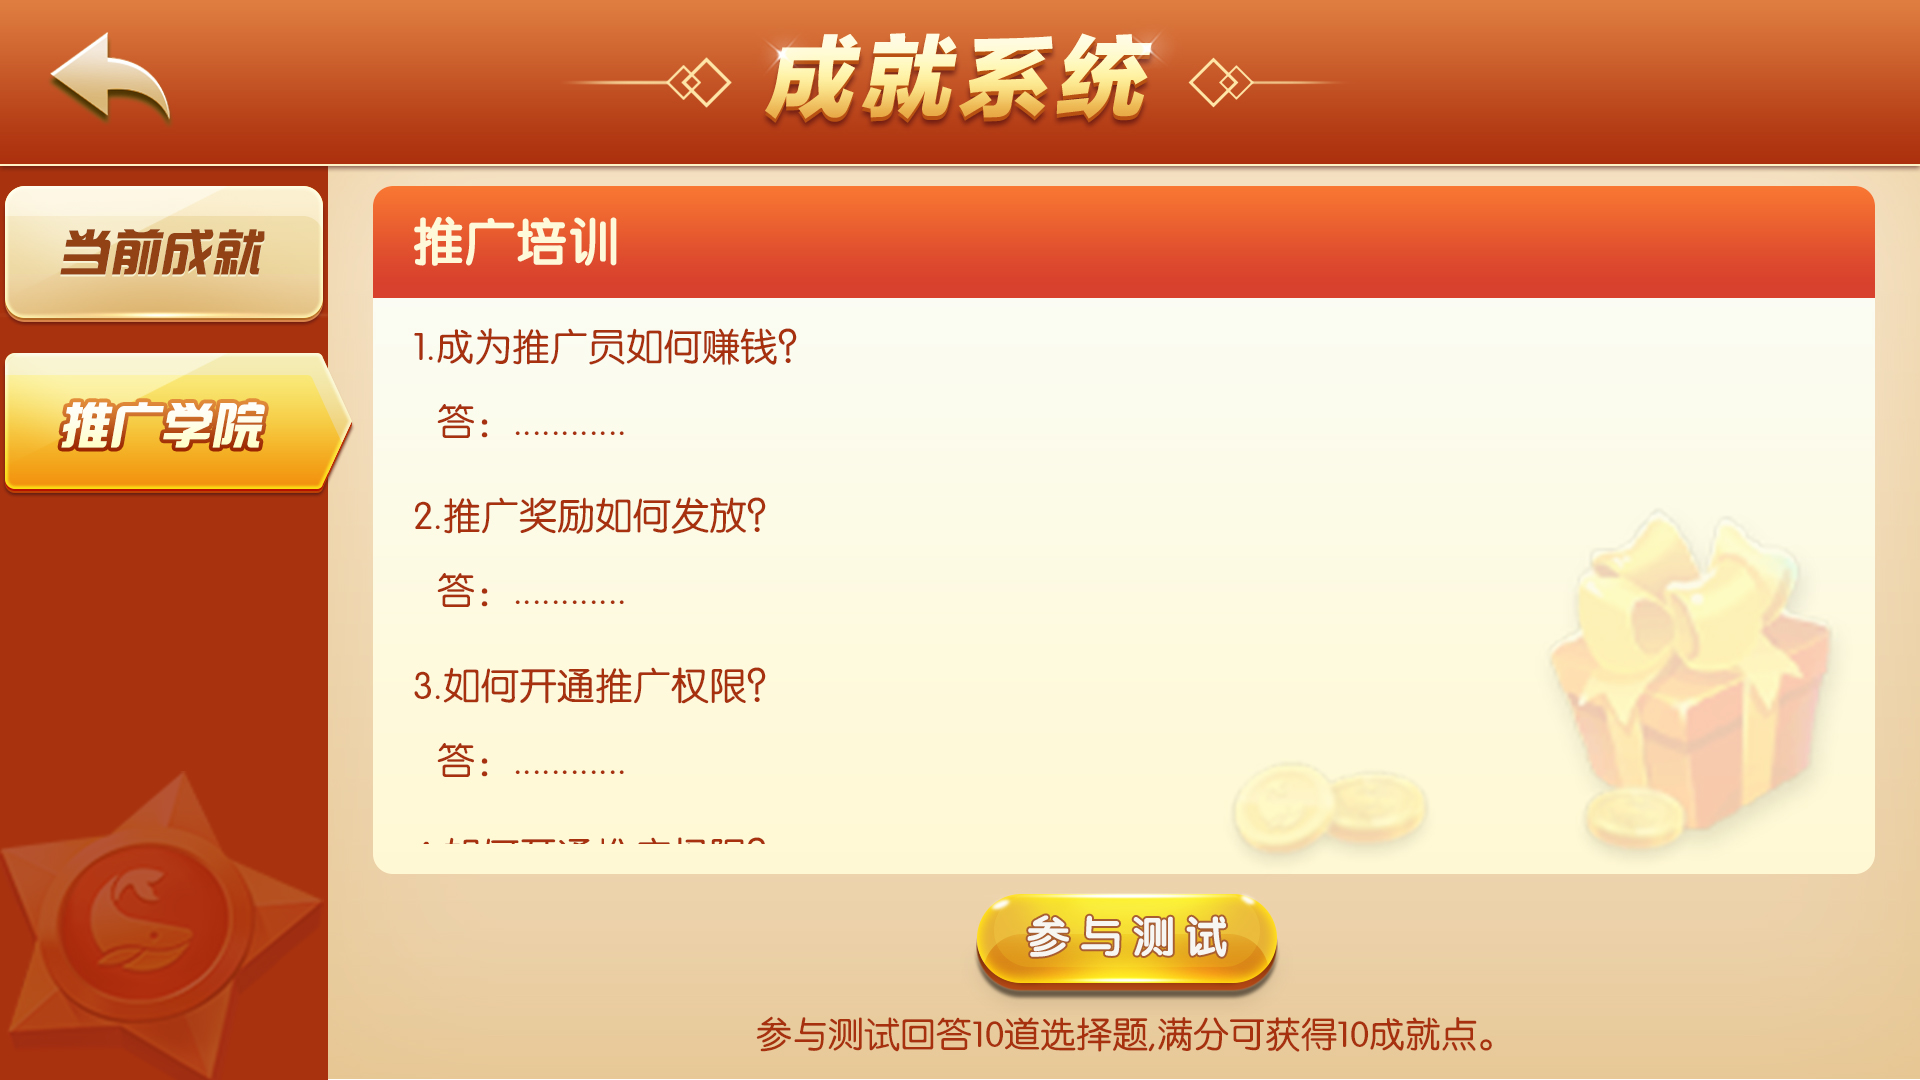 成就系统
当前成就
推广学院
推广培训
1.成为推广员如何赚钱?
答：............
2.推广奖励如何发放?
答：............
3.如何开通推广权限?
答：............
参与测试
参与测试回答10道选择题,满分可获得10成就点。